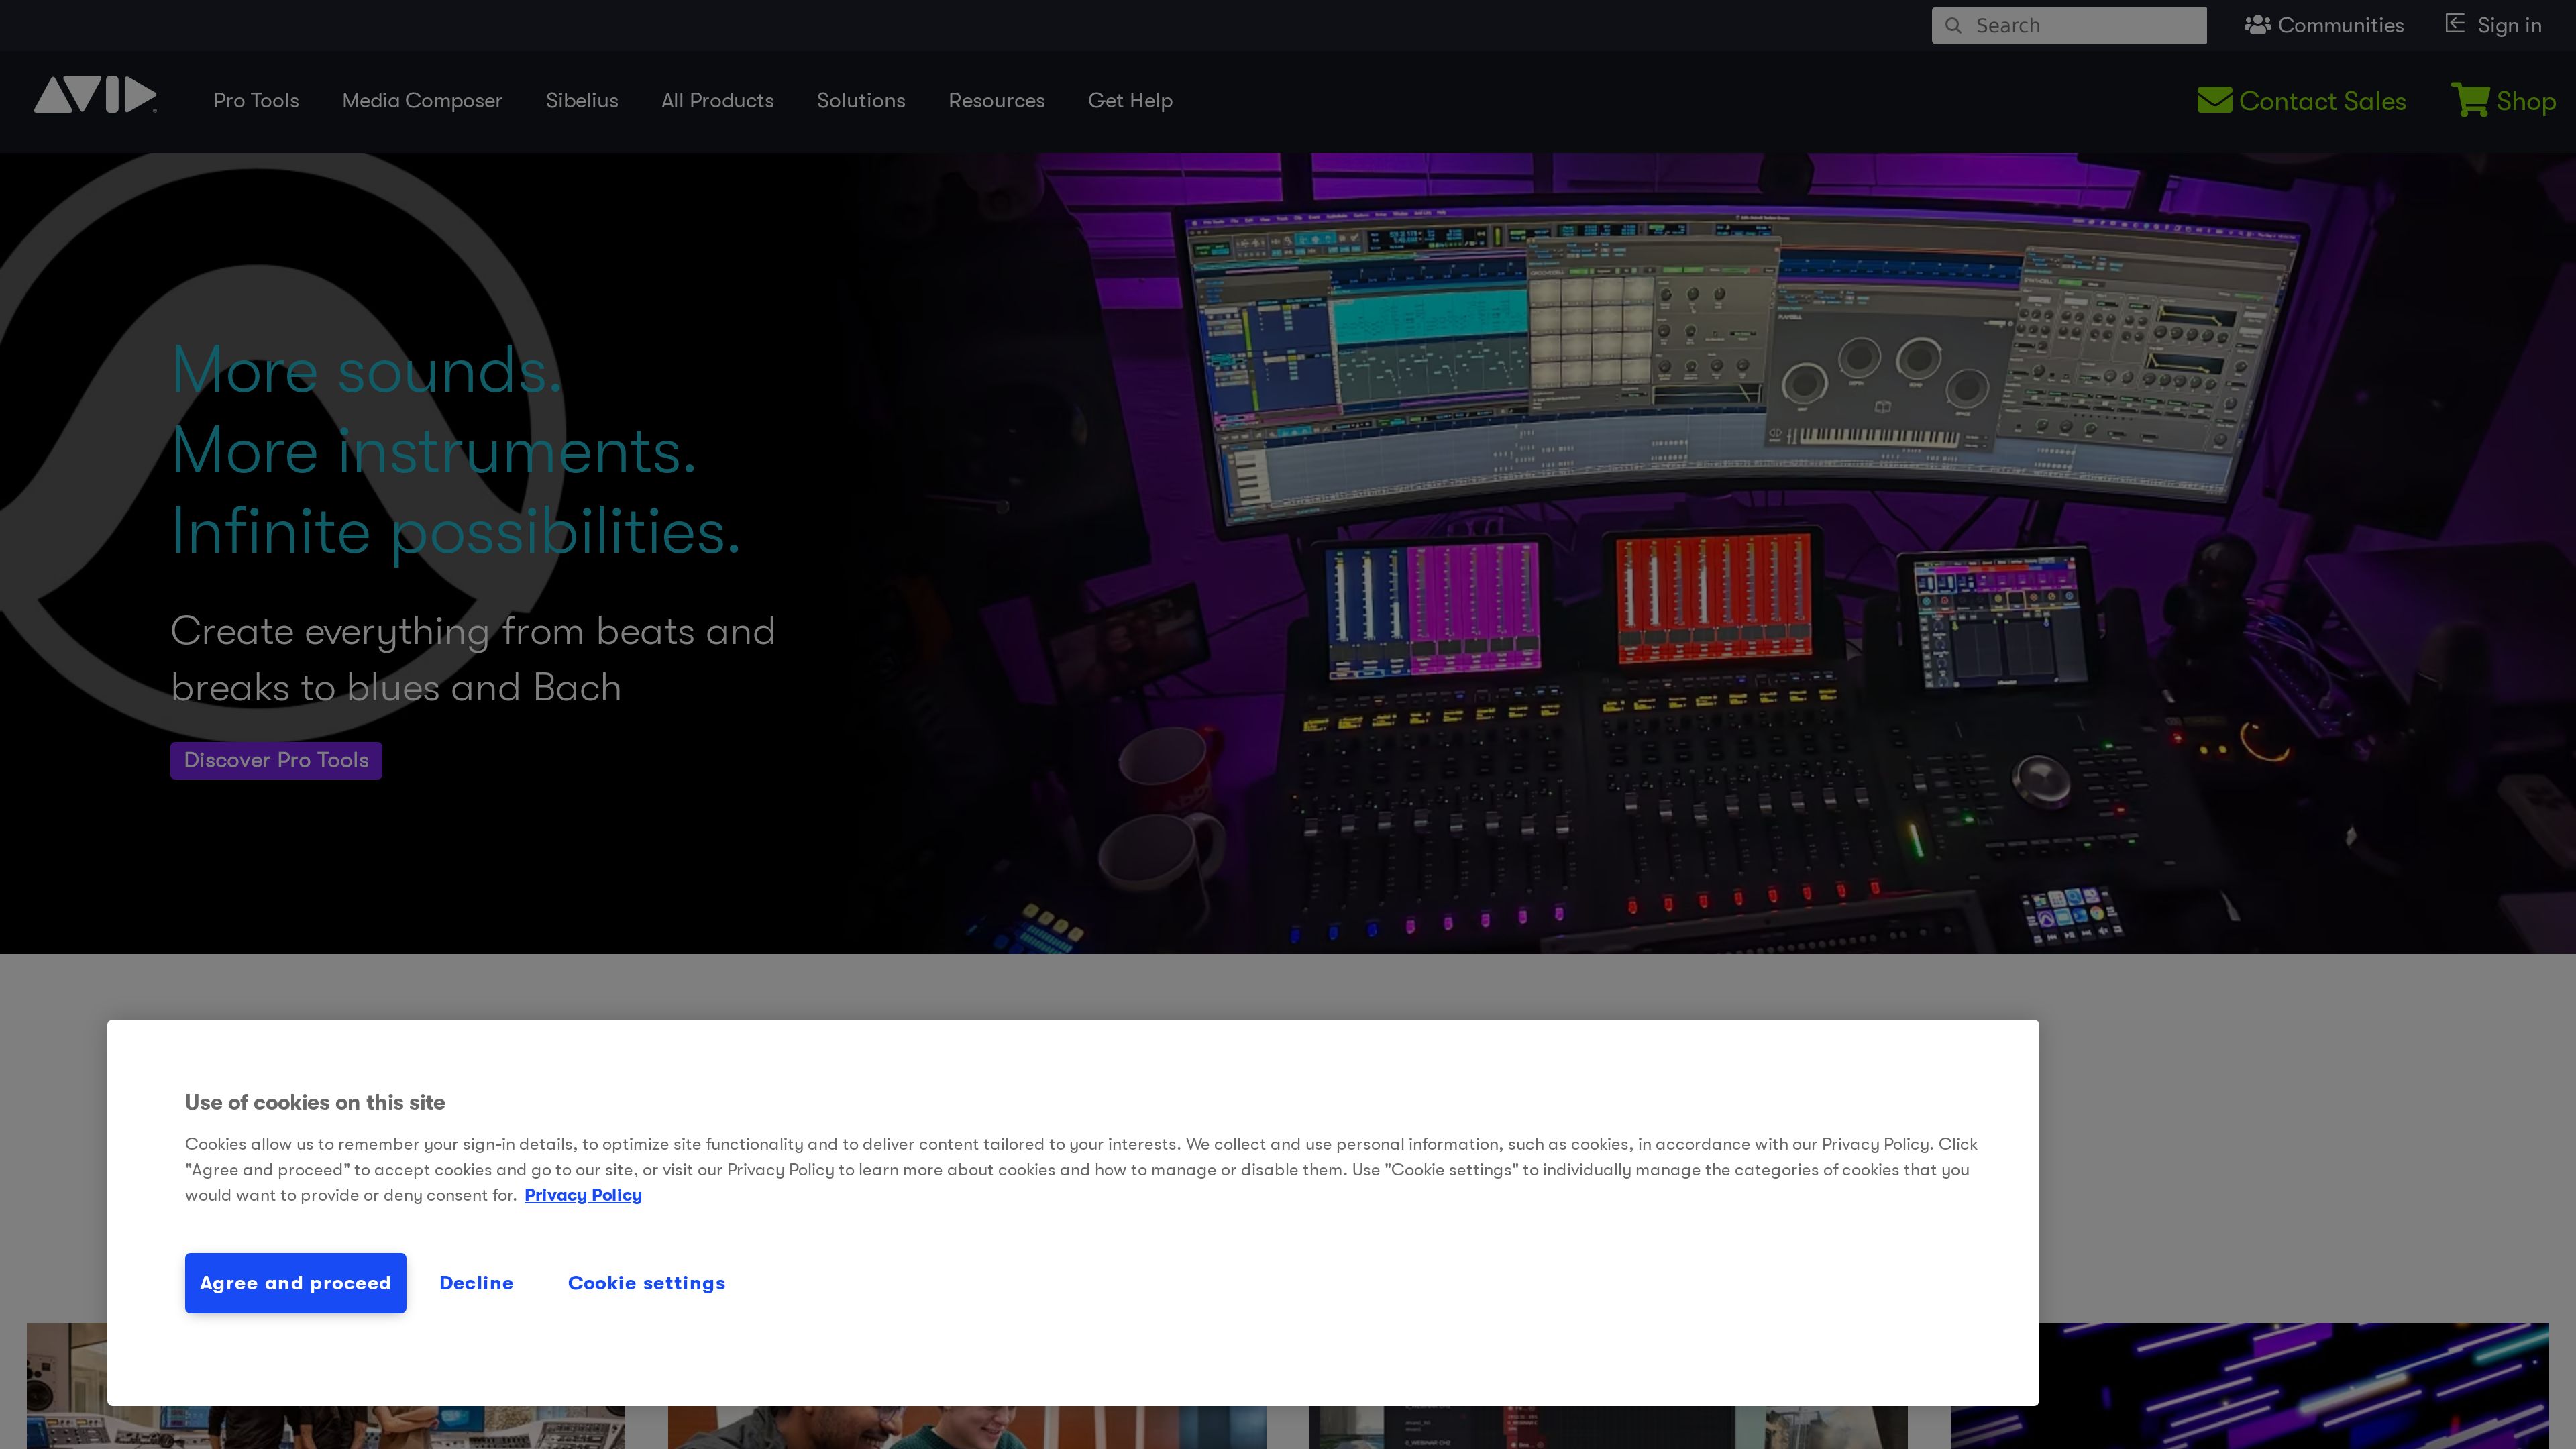 Search
Communities
Sign in
AVID
Pro Tools
Media Composer
Sibelius
All Products
Solutions
Resources
Get Help
Contact Sales
Shop
More sounds.
More instruments.
Infinite possibilities.
Create everything from beats and
breaks to blues and Bach
Discover Pro Tools
Use of cookies on this site
Cookies allow us to remember your sign-in details, to optimize site functionality and to deliver content tailored to your interests. We collect and use personal information, such as cookies, in accordance with our Privacy Policy. Click
"Agree and proceed" to accept cookies and go to our site, or visit our Privacy Policy to learn more about cookies and how to manage or disable them. Use "Cookie settings" to individually manage the categories of cookies that you
would want to provide or deny consent for. Privacy Policy
Agree and proceed
Decline
Cookie settings